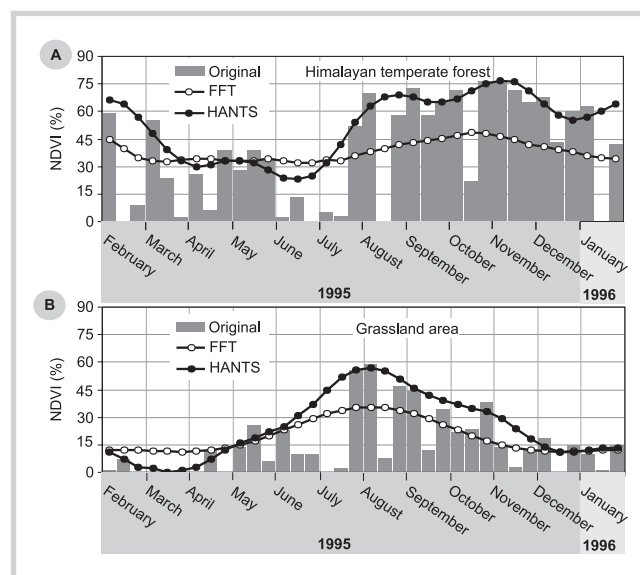 A
90
75
60
45
30
15
0
NDVI (%)
Original
FFT
HANTS
Himalayan temperate forest
February
March
April
May
June
July
August
September
October
November
December
January
1995
1996
B
90
75
60
45
30
15
0
NDVI (%)
Original
FFT
HANTS
Grassland area
February
March
April
May
June
July
August
September
October
November
December
January
1995
1996